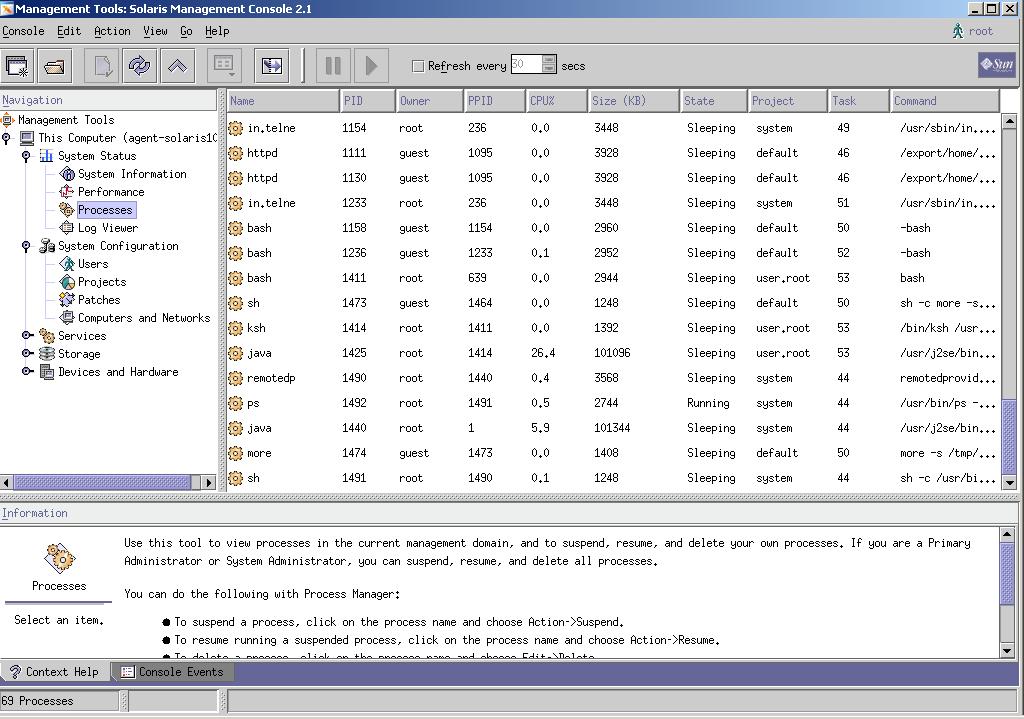 Management Tools: Solaris Management Console 2.1
Console Edit Action View Go Help root
Refresh every 30 secs Sun
Navigation
Management Tools
This Computer (agent-solaris10
System Status
System Information
Performance
Processes
Log Viewer
System Configuration
Users
Projects
Patches
Computers and Networks
Services
Storage
Devices and Hardware
Name PID Owner PPID CPU% Size (KB) State Project Task Command
in.telne 1154 root 236 0.0 3448 Sleeping system 49 /usr/sbin/in....
httpd 1111 guest 1095 0.0 3928 Sleeping default 46 /export/home/...
httpd 1130 guest 1095 0.0 3928 Sleeping default 46 /export/home/...
in.telne 1233 root 236 0.0 3448 Sleeping system 51 /usr/sbin/in....
bash 1158 guest 1154 0.0 2960 Sleeping default 50 -bash
bash 1236 guest 1233 0.1 2952 Sleeping default 52 -bash
bash 1411 root 639 0.0 2944 Sleeping user.root 53 bash
sh 1473 guest 1464 0.0 1248 Sleeping default 50 sh -c more -s...
ksh 1414 root 1411 0.0 1392 Sleeping user.root 53 /bin/ksh /usr...
java 1425 root 1414 26.4 101096 Sleeping user.root 53 /usr/j2se/bin...
remotedp 1490 root 1440 0.4 3568 Sleeping system 44 remotedprovid...
ps 1492 root 1491 0.5 2744 Running system 44 /usr/bin/ps -...
java 1440 root 1 5.9 101344 Sleeping system 44 /usr/j2se/bin...
more 1474 guest 1473 0.0 1408 Sleeping default 50 more -s /tmp/...
sh 1491 root 1490 0.1 1248 Sleeping system 44 sh -c /usr/bi...
Information
Processes
Select an item.
Use this tool to view processes in the current management domain, and to suspend, resume, and delete your own processes. If you are a Primary
Administrator or System Administrator, you can suspend, resume, and delete all processes.
You can do the following with Process Manager:
● To suspend a process, click on the process name and choose Action->Suspend.
● To resume running a suspended process, click on the process name and choose Action->Resume.
● To delete a process, click on the process name and choose Edit->Delete.
Context Help Console Events
69 Processes